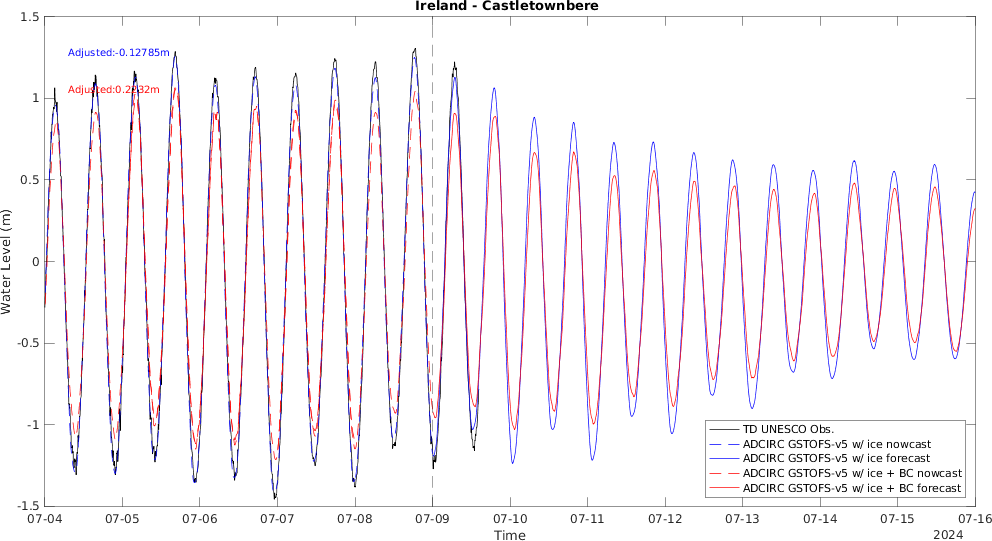 Ireland - Castletownbere
1.5
1
0.5
0
-0.5
-1
-1.5
Water Level (m)
Adjusted:-0.12785m
Adjusted:0.2232m
TD UNESCO Obs.
ADCIRC GSTOFS-v5 w/ ice nowcast
ADCIRC GSTOFS-v5 w/ ice forecast
ADCIRC GSTOFS-v5 w/ ice + BC nowcast
ADCIRC GSTOFS-v5 w/ ice + BC forecast
07-04 07-05 07-06 07-07 07-08 07-09 07-10 07-11 07-12 07-13 07-14 07-15 07-16
Time
2024